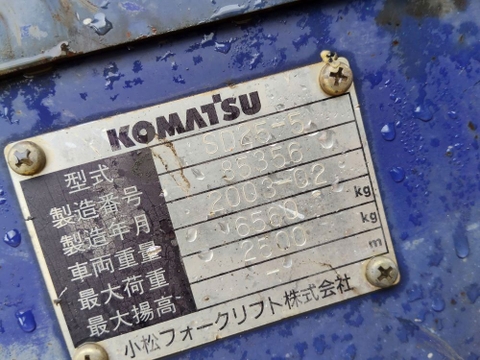 KOMATSU
型式 SD25-5
製造番号 35356
製造年月 2003-02
車両重量 6560 kg
最大荷重 2500 kg
最大揚高 - m
小松フォークリフト株式会社